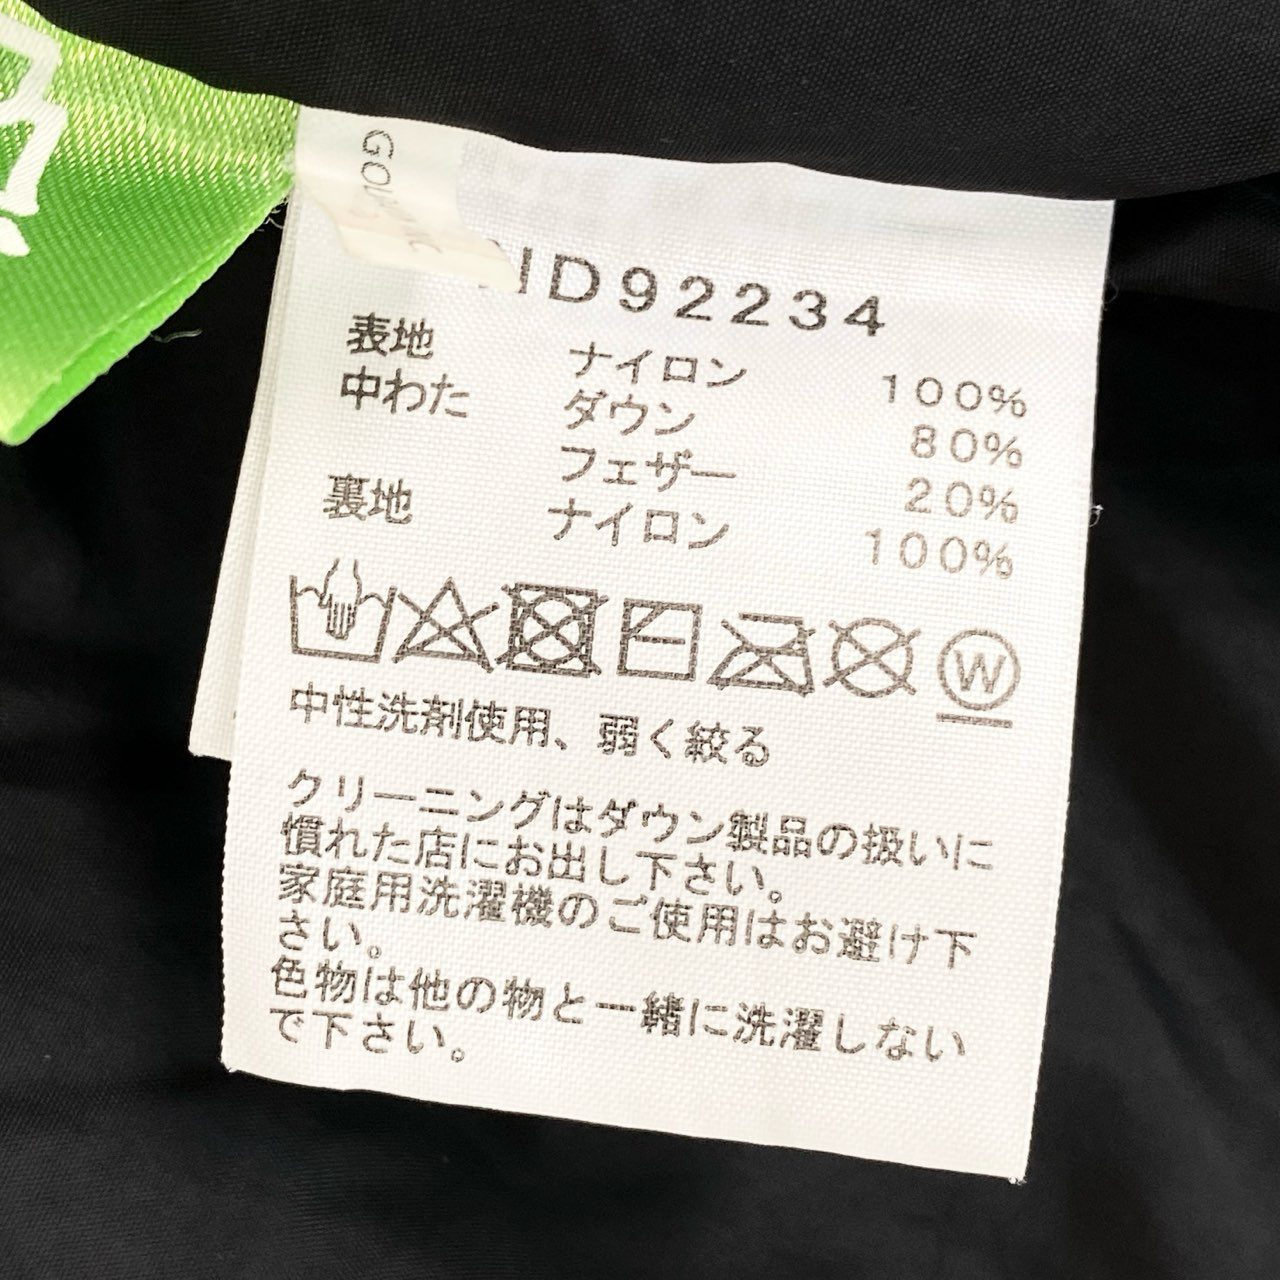 ID92234
表地 ナイロン 100%
中わた ダウン 80%
フェザー 20%
裏地 ナイロン 100%
W
中性洗剤使用、弱く絞る
クリーニングはダウン製品の扱いに
慣れた店にお出し下さい。
家庭用洗濯機のご使用はお避け下
さい。
色物は他の物と一緒に洗濯しない
で下さい。